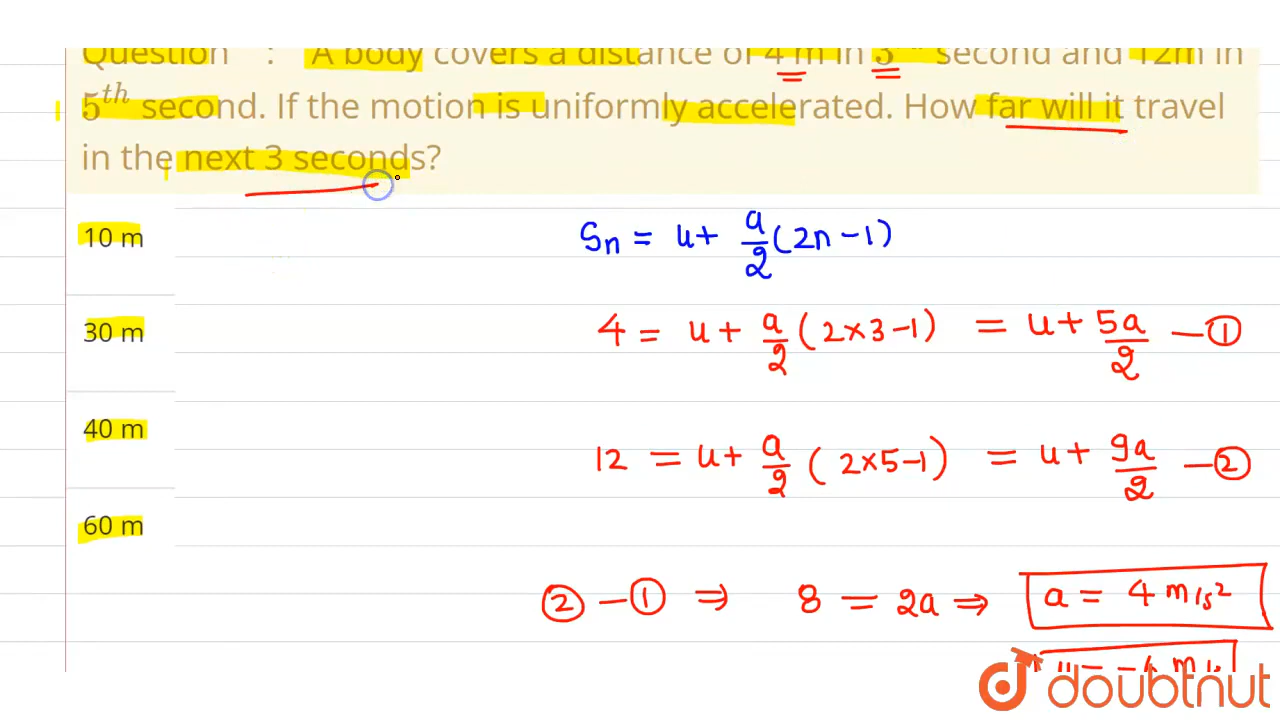 Question : A body covers a distance of 4 m in 3 second and 12m in
5th second. If the motion is uniformly accelerated. How far will it travel
in the next 3 seconds?
10 m
30 m
40 m
60 m
Sn = u+ a/2 (2n-1)
4 = u+ a/2 (2×3-1) = u+ 5a/2 - ①
12 = u+ a/2 (2×5-1) = u+ 9a/2 - ②
② - ① ⇒ 8 = 2a ⇒ a = 4 m/s²
doubtnut